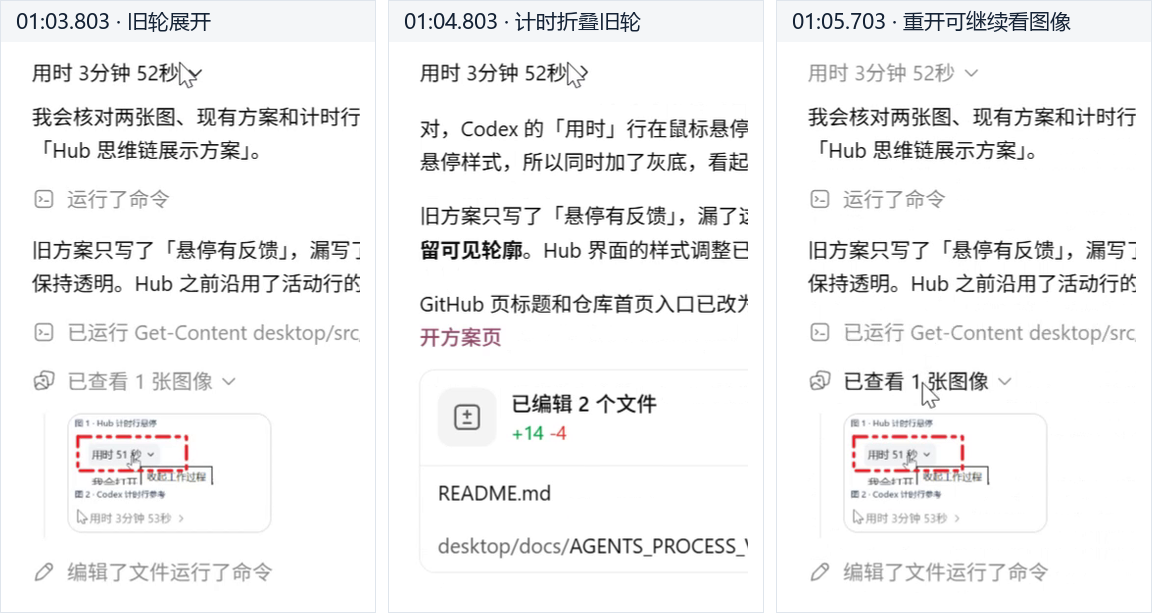 01:03.803 · 旧轮展开
用时 3分钟 52秒
我会核对两张图、现有方案和计时行
「Hub 思维链展示方案」。
运行了命令
旧方案只写了「悬停有反馈」，漏写了
保持透明。Hub 之前沿用了活动行的
已运行 Get-Content desktop/src
已查看 1 张图像
图 1 · Hub 计时行悬停
用时 51 秒
收起工作过程
图 2 · Codex 计时行参考
用时 3分钟 53秒
编辑了文件运行了命令
01:04.803 · 计时折叠旧轮
用时 3分钟 52秒
对，Codex 的「用时」行在鼠标悬停
悬停样式，所以同时加了灰底，看起
旧方案只写了「悬停有反馈」，漏了
留可见轮廓。Hub 界面的样式调整已
GitHub 页标题和仓库首页入口已改为
开方案页
已编辑 2 个文件
+14 -4
README.md
desktop/docs/AGENTS_PROCESS_
01:05.703 · 重开可继续看图像
用时 3分钟 52秒
我会核对两张图、现有方案和计时行
「Hub 思维链展示方案」。
运行了命令
旧方案只写了「悬停有反馈」，漏写了
保持透明。Hub 之前沿用了活动行的
已运行 Get-Content desktop/src
已查看 1 张图像
图 1 · Hub 计时行悬停
用时 51 秒
收起工作过程
图 2 · Codex 计时行参考
用时 3分钟 53秒
编辑了文件运行了命令